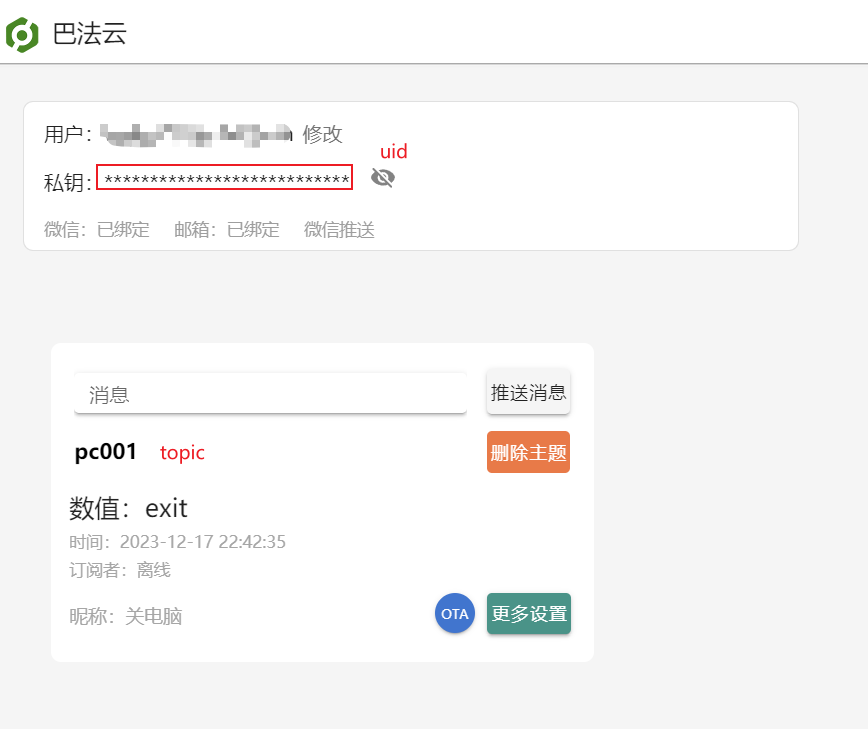 巴法云
用户： 修改
uid
私钥：***************************
微信：已绑定 邮箱：已绑定 微信推送
消息 推送消息
pc001 topic 删除主题
数值：exit
时间：2023-12-17 22:42:35
订阅者：离线
昵称：关电脑 OTA 更多设置